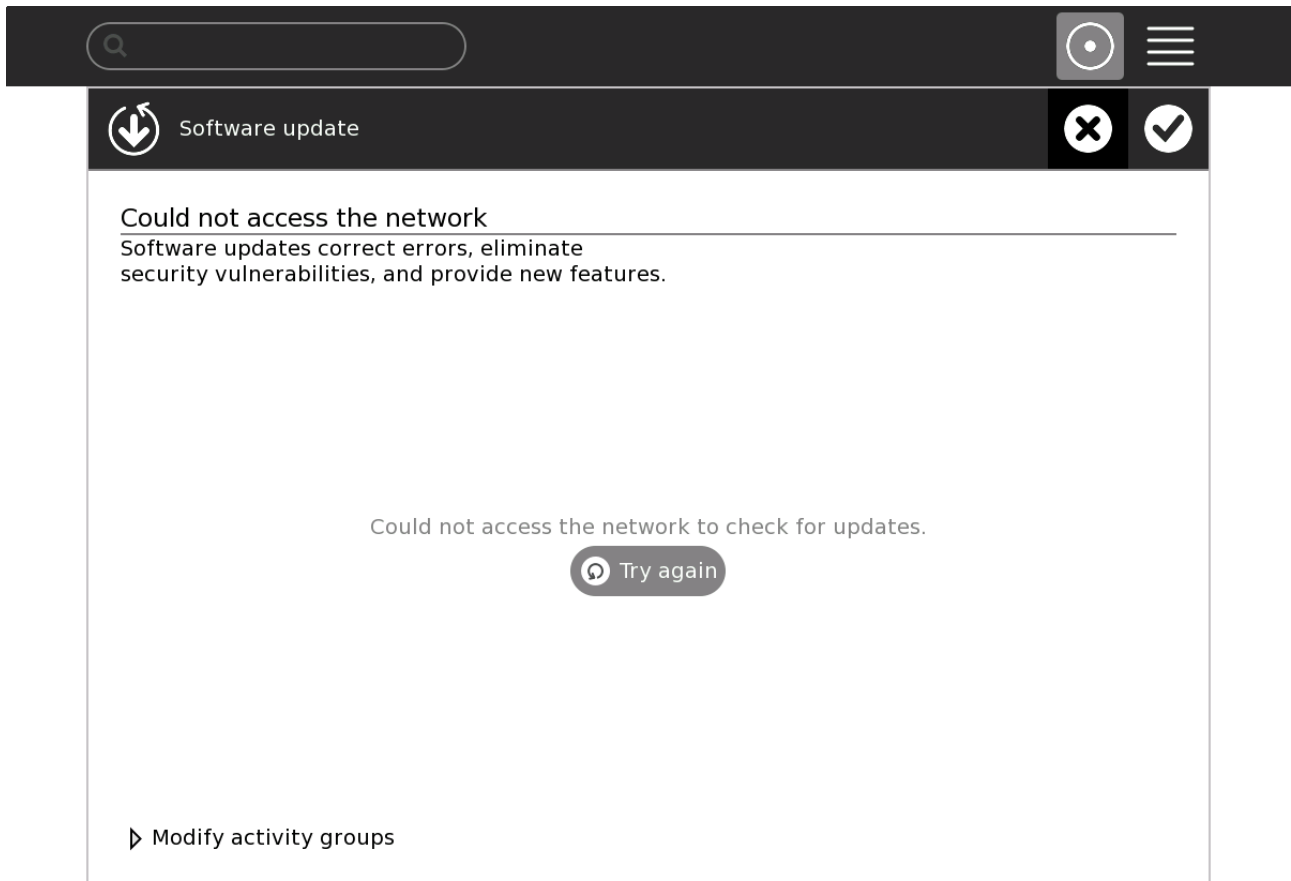 Software update
Could not access the network
Software updates correct errors, eliminate
security vulnerabilities, and provide new features.
Could not access the network to check for updates.
Try again
Modify activity groups